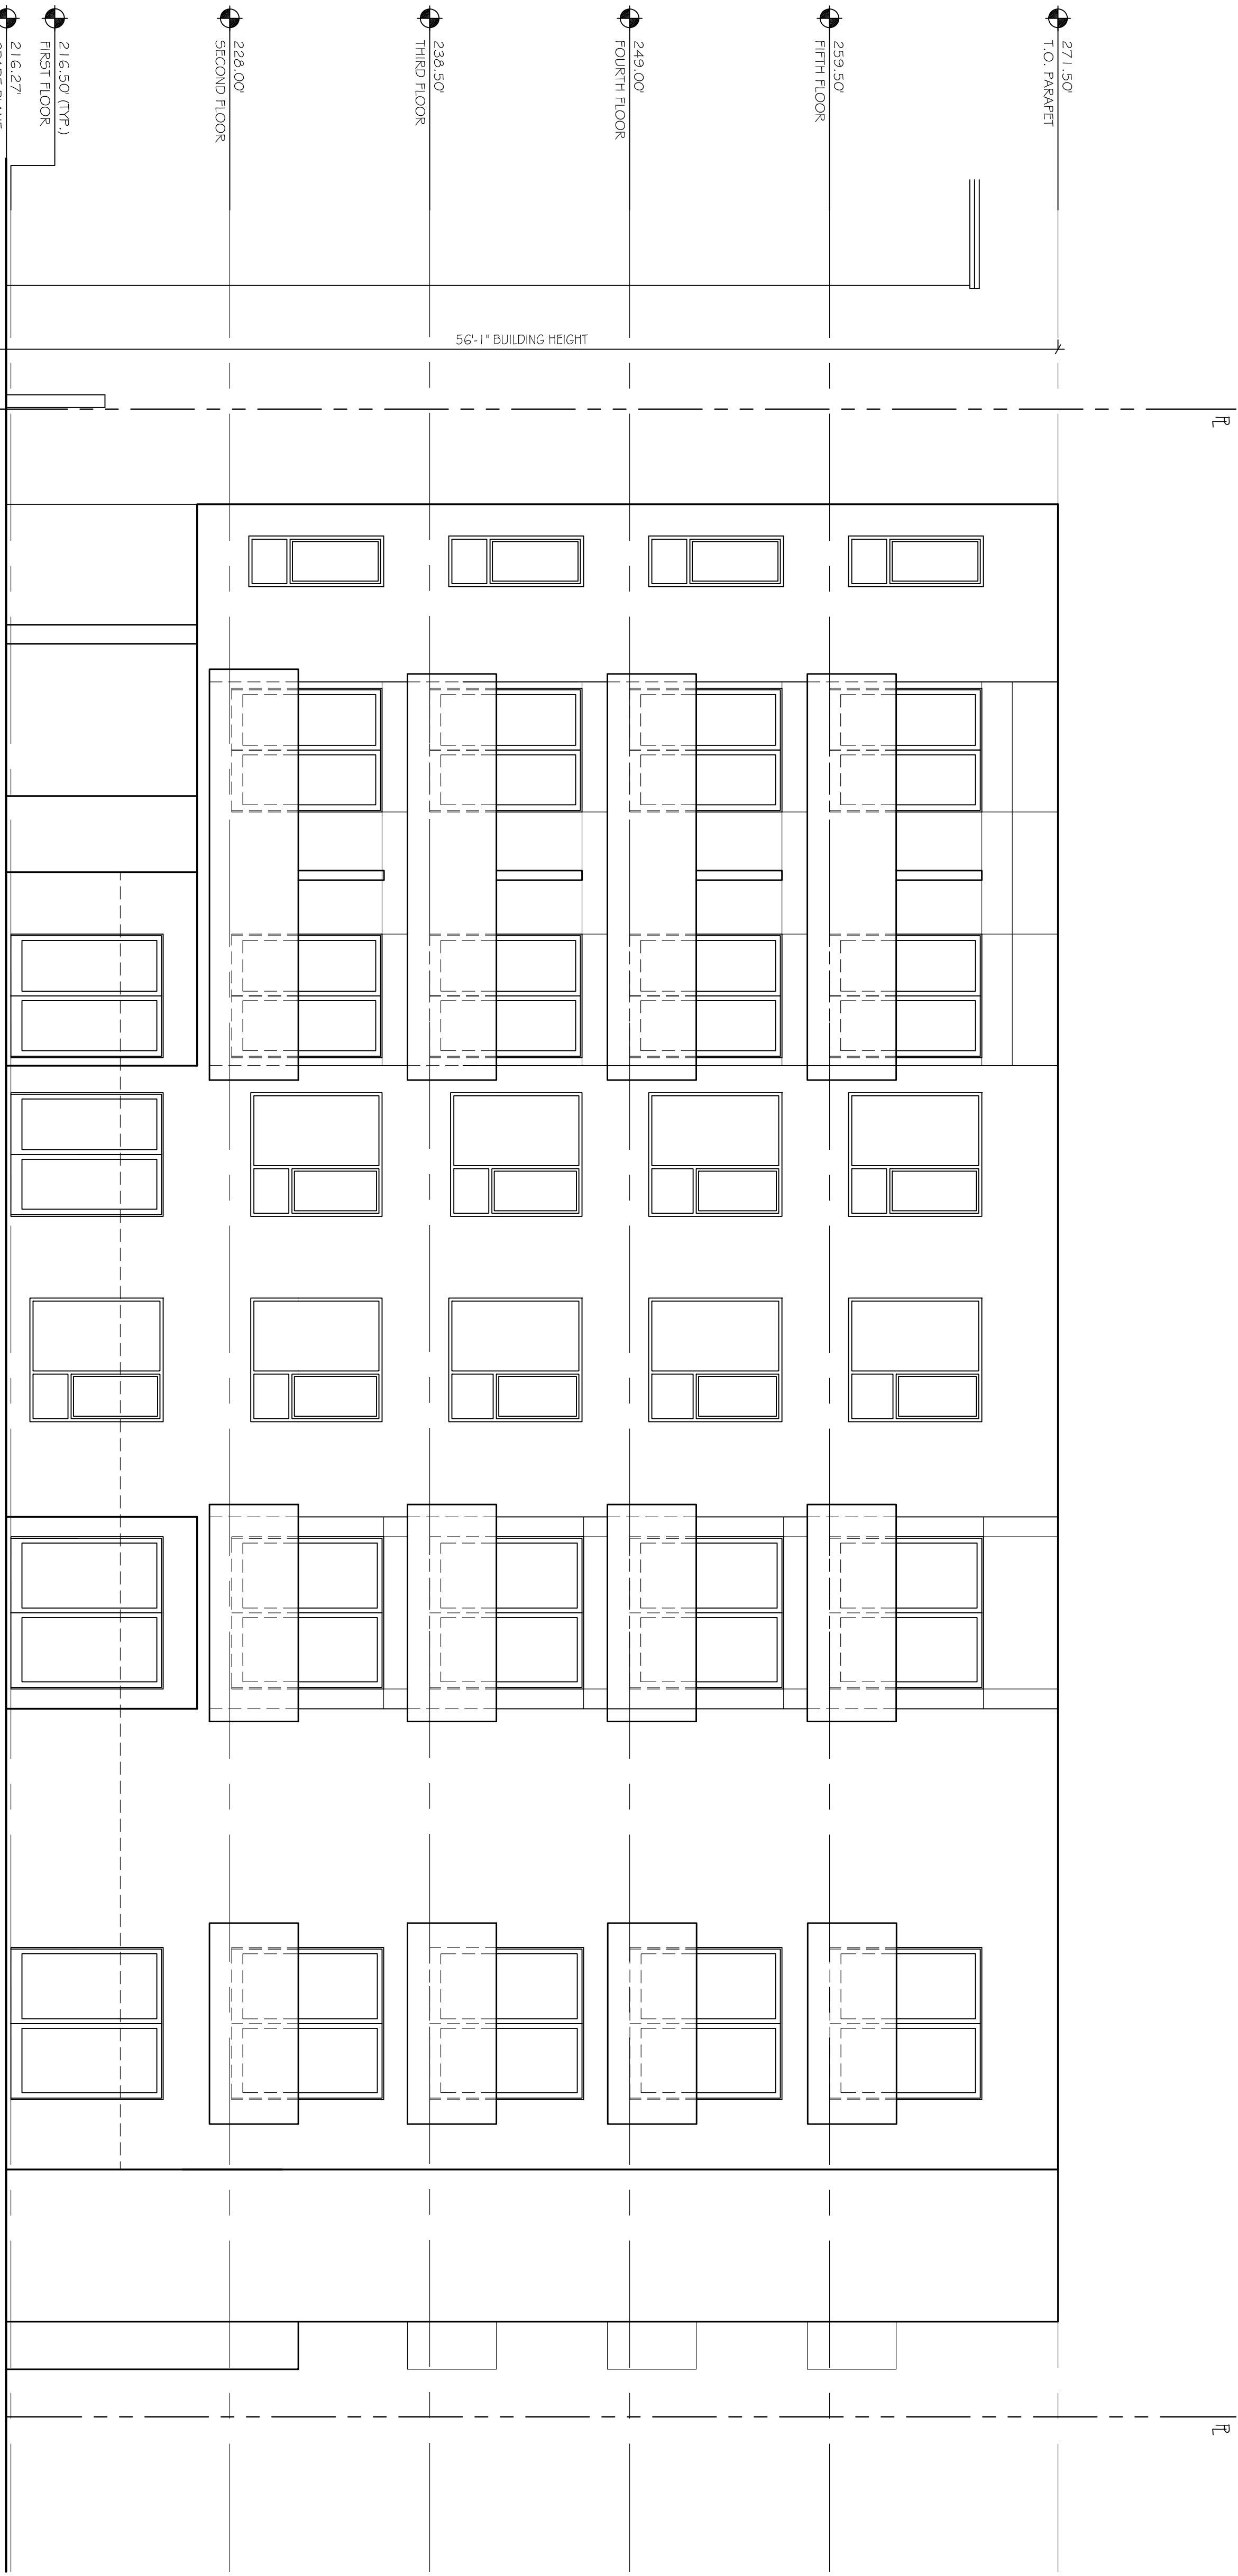 271.50'
T.O. PARAPET
259.50'
FIFTH FLOOR
249.00'
FOURTH FLOOR
238.50'
THIRD FLOOR
228.00'
SECOND FLOOR
216.50' (TYP.)
FIRST FLOOR
216.27'
56'-1" BUILDING HEIGHT
PL
PL